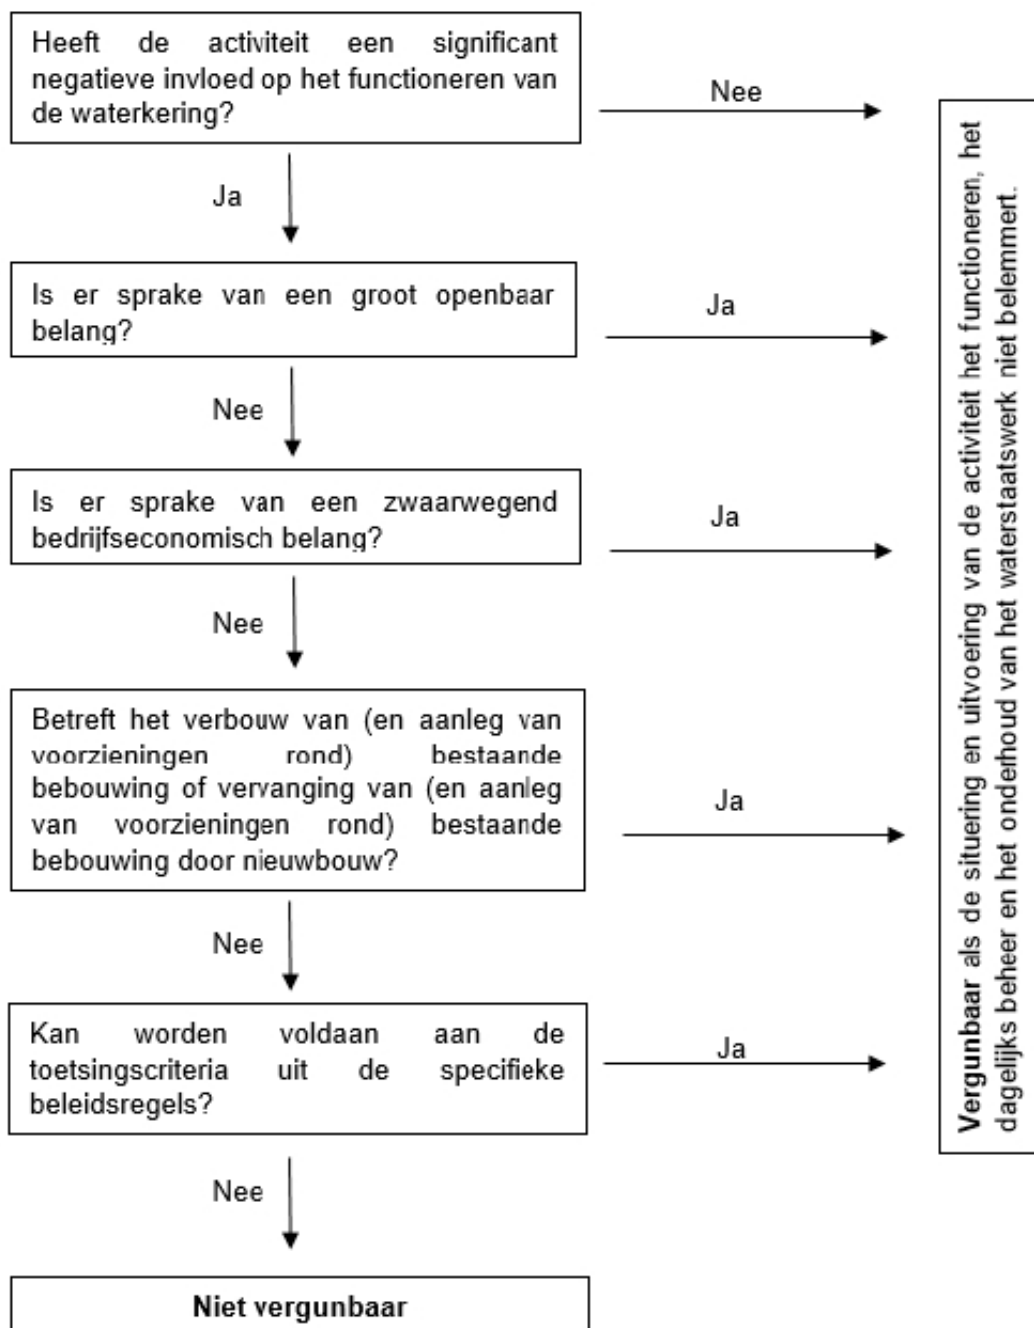 Heeft de activiteit een significant
negatieve invloed op het functioneren van
de waterkering?
Nee
Ja
Is er sprake van een groot openbaar
belang?
Ja
Nee
Is er sprake van een zwaarwegend
bedrijfseconomisch belang?
Ja
Nee
Betreft het verbouw van (en aanleg van
voorzieningen rond) bestaande
bebouwing of vervanging van (en aanleg
van voorzieningen rond) bestaande
bebouwing door nieuwbouw?
Ja
Nee
Kan worden voldaan aan de
toetsingscriteria uit de specifieke
beleidsregels?
Ja
Nee
Niet vergunbaar
Vergunbaar als de situering en uitvoering van de activiteit het functioneren, het
dagelijks beheer en het onderhoud van het waterstaatswerk niet belemmert.